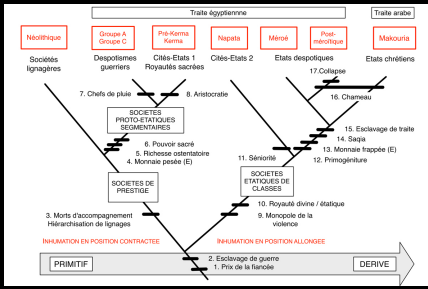 Traite égyptiennne
Traite arabe
Néolithique
Groupe A
Groupe C
Pré-Kerma
Kerma
Napata
Méroé
Post-
méroïtique
Makouria
Sociétés
lignagères
Despotismes
guerriers
Cités-Etats 1
Royautés sacrées
Cités-Etats 2
Etats despotiques
Etats chrétiens
17.Collapse
7. Chefs de pluie
8. Aristocratie
16. Chameau
SOCIETES
PROTO-ETATIQUES
SEGMENTAIRES
15. Esclavage de traite
14. Saqia
13. Monnaie frappée (E)
12. Primogéniture
6. Pouvoir sacré
5. Richesse ostentatoire
4. Monnaie pesée (E)
11. Séniorité
SOCIETES DE
PRESTIGE
SOCIETES
ETATIQUES DE
CLASSES
10. Royauté divine / étatique
9. Monopole de la
violence
3. Morts d'accompagnement
Hiérarchisation de lignages
INHUMATION EN POSITION CONTRACTEE
INHUMATION EN POSITION ALLONGEE
2. Esclavage de guerre
1. Prix de la fiancée
PRIMITIF
DERIVE